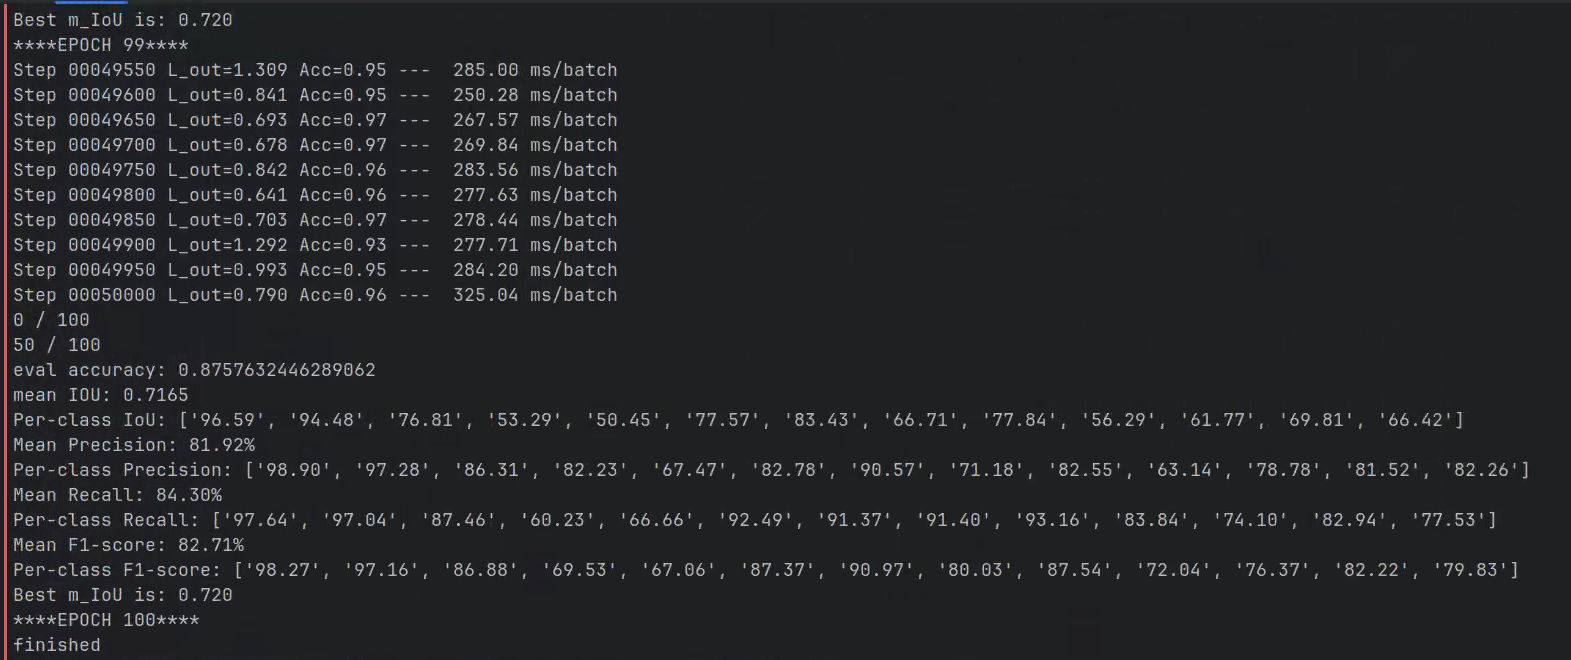 Best m_IoU is: 0.720
****EPOCH 99****
Step 00049550 L_out=1.309 Acc=0.95 ---  285.00 ms/batch
Step 00049600 L_out=0.841 Acc=0.95 ---  250.28 ms/batch
Step 00049650 L_out=0.693 Acc=0.97 ---  267.57 ms/batch
Step 00049700 L_out=0.678 Acc=0.97 ---  269.84 ms/batch
Step 00049750 L_out=0.842 Acc=0.96 ---  283.56 ms/batch
Step 00049800 L_out=0.641 Acc=0.96 ---  277.63 ms/batch
Step 00049850 L_out=0.703 Acc=0.97 ---  278.44 ms/batch
Step 00049900 L_out=1.292 Acc=0.93 ---  277.71 ms/batch
Step 00049950 L_out=0.993 Acc=0.95 ---  284.20 ms/batch
Step 00050000 L_out=0.790 Acc=0.96 ---  325.04 ms/batch
0 / 100
50 / 100
eval accuracy: 0.8757632446289062
mean IOU: 0.7165
Per-class IoU: ['96.59', '94.48', '76.81', '53.29', '50.45', '77.57', '83.43', '66.71', '77.84', '56.29', '61.77', '69.81', '66.42']
Mean Precision: 81.92%
Per-class Precision: ['98.90', '97.28', '86.31', '82.23', '67.47', '82.78', '90.57', '71.18', '82.55', '63.14', '78.78', '81.52', '82.26']
Mean Recall: 84.30%
Per-class Recall: ['97.64', '97.04', '87.46', '60.23', '66.66', '92.49', '91.37', '91.40', '93.16', '83.84', '74.10', '82.94', '77.53']
Mean F1-score: 82.71%
Per-class F1-score: ['98.27', '97.16', '86.88', '69.53', '67.06', '87.37', '90.97', '80.03', '87.54', '72.04', '76.37', '82.22', '79.83']
Best m_IoU is: 0.720
****EPOCH 100****
finished